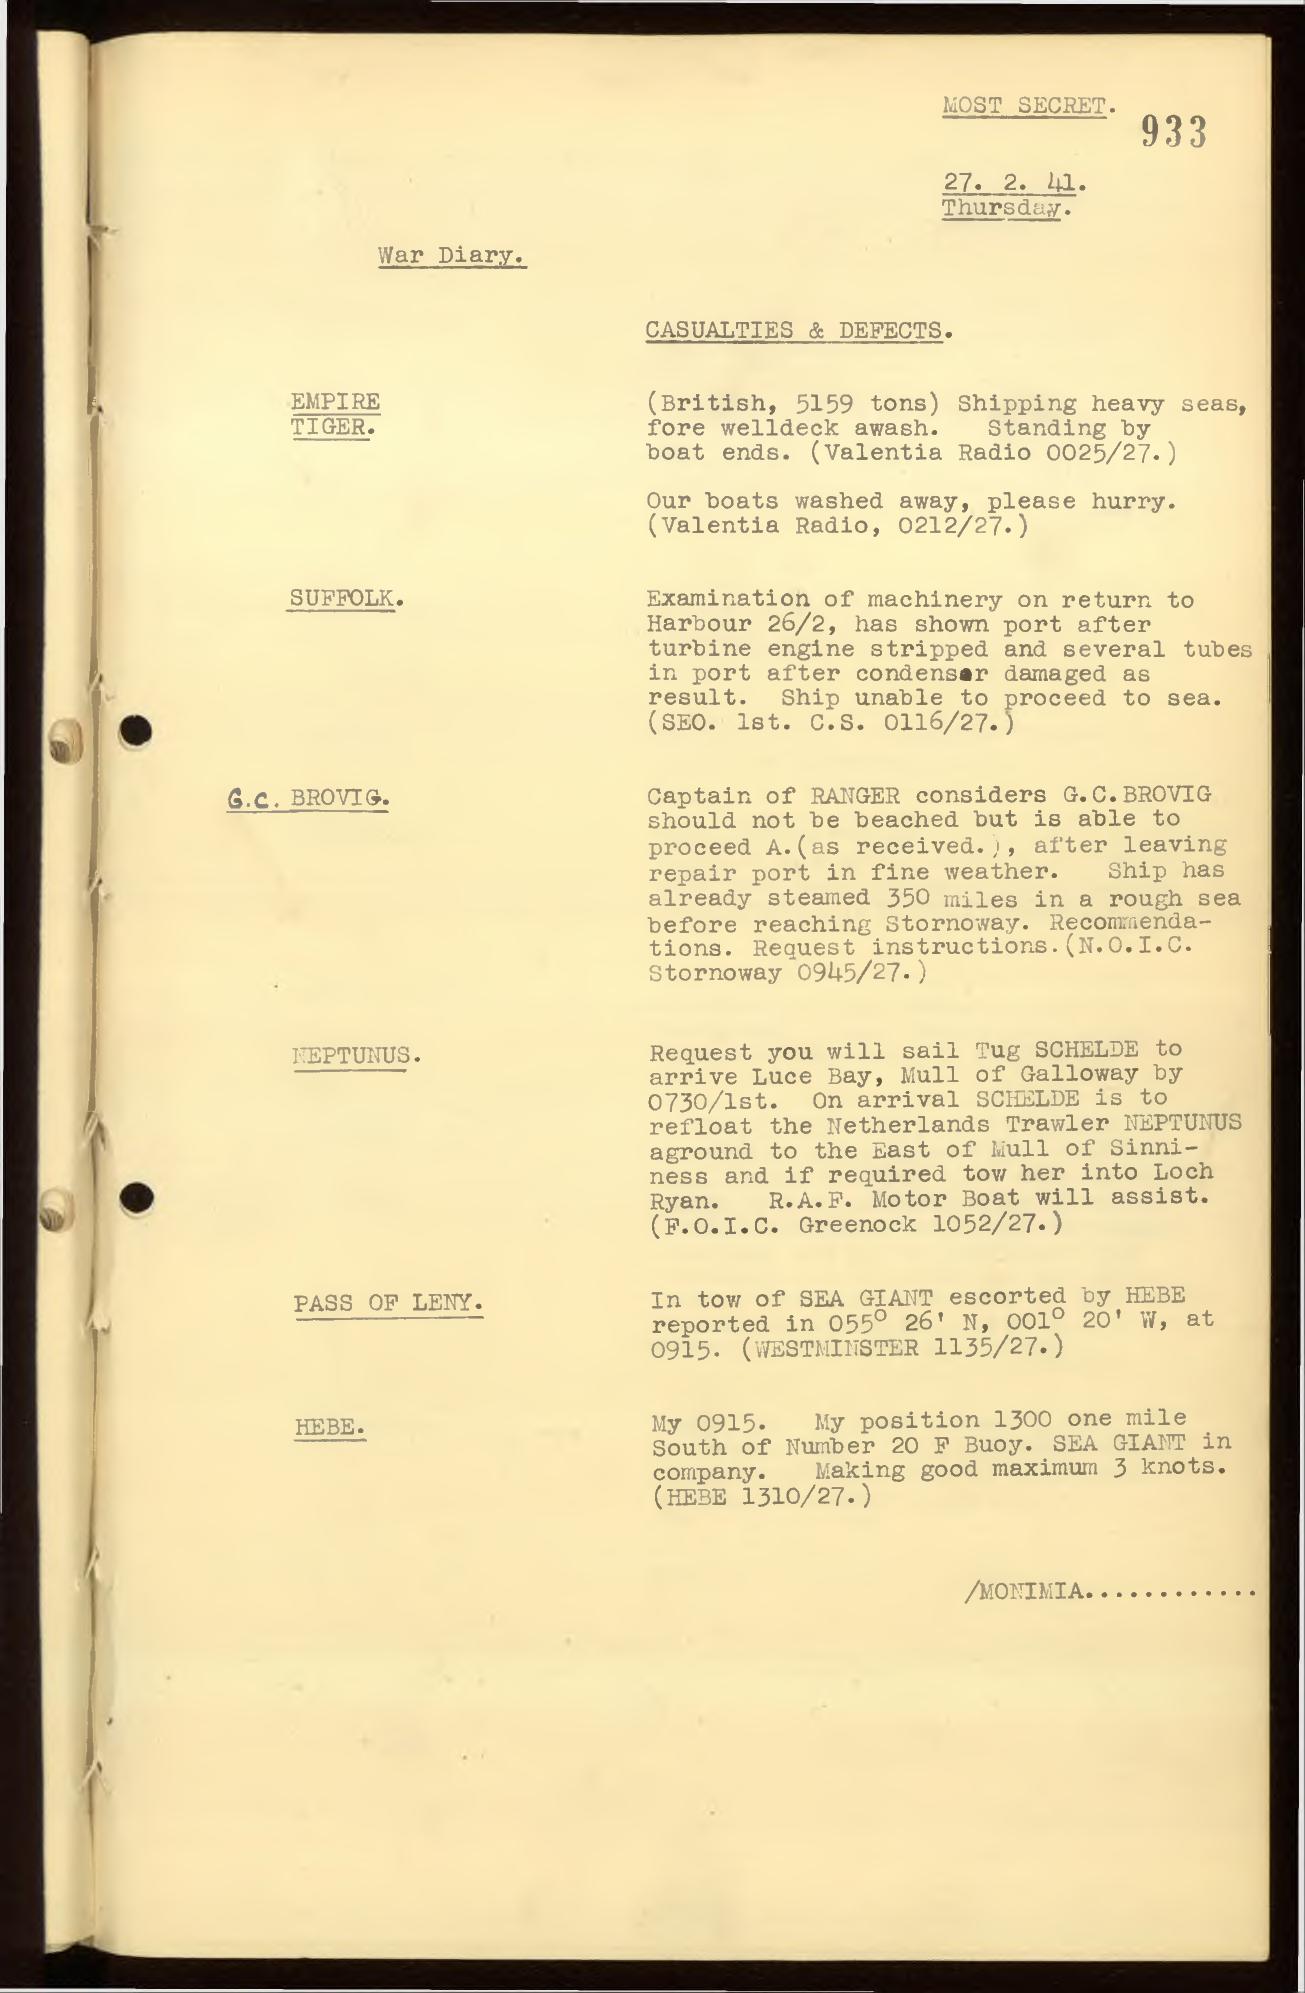 MOST SECRET.
933
27. 2. 41.
Thursday.
War Diary.
CASUALTIES & DEFECTS.
EMPIRE
TIGER.
(British, 5159 tons) Shipping heavy seas,
fore welldeck awash. Standing by
boat ends. (Valentia Radio 0025/27.)
Our boats washed away, please hurry.
(Valentia Radio, 0212/27.)
SUFFOLK.
Examination of machinery on return to
Harbour 26/2, has shown port after
turbine engine stripped and several tubes
in port after condenser damaged as
result. Ship unable to proceed to sea.
(SEO. 1st. C.S. 0116/27.)
G.C. BROVIG.
Captain of RANGER considers G.C.BROVIG
should not be beached but is able to
proceed A.(as received.), after leaving
repair port in fine weather. Ship has
already steamed 350 miles in a rough sea
before reaching Stornoway. Recommenda-
tions. Request instructions.(N.O.I.C.
Stornoway 0945/27.)
NEPTUNUS.
Request you will sail Tug SCHELDE to
arrive Luce Bay, Mull of Galloway by
0730/1st. On arrival SCHELDE is to
refloat the Netherlands Trawler NEPTUNUS
aground to the East of Mull of Sinni-
ness and if required tow her into Loch
Ryan. R.A.F. Motor Boat will assist.
(F.O.I.C. Greenock 1052/27.)
PASS OF LENY.
In tow of SEA GIANT escorted by HEBE
reported in 055° 26' N, 001° 20' W, at
0915. (WESTMINSTER 1135/27.)
HEBE.
My 0915. My position 1300 one mile
South of Number 20 F Buoy. SEA GIANT in
company. Making good maximum 3 knots.
(HEBE 1310/27.)
/MONIMIA............